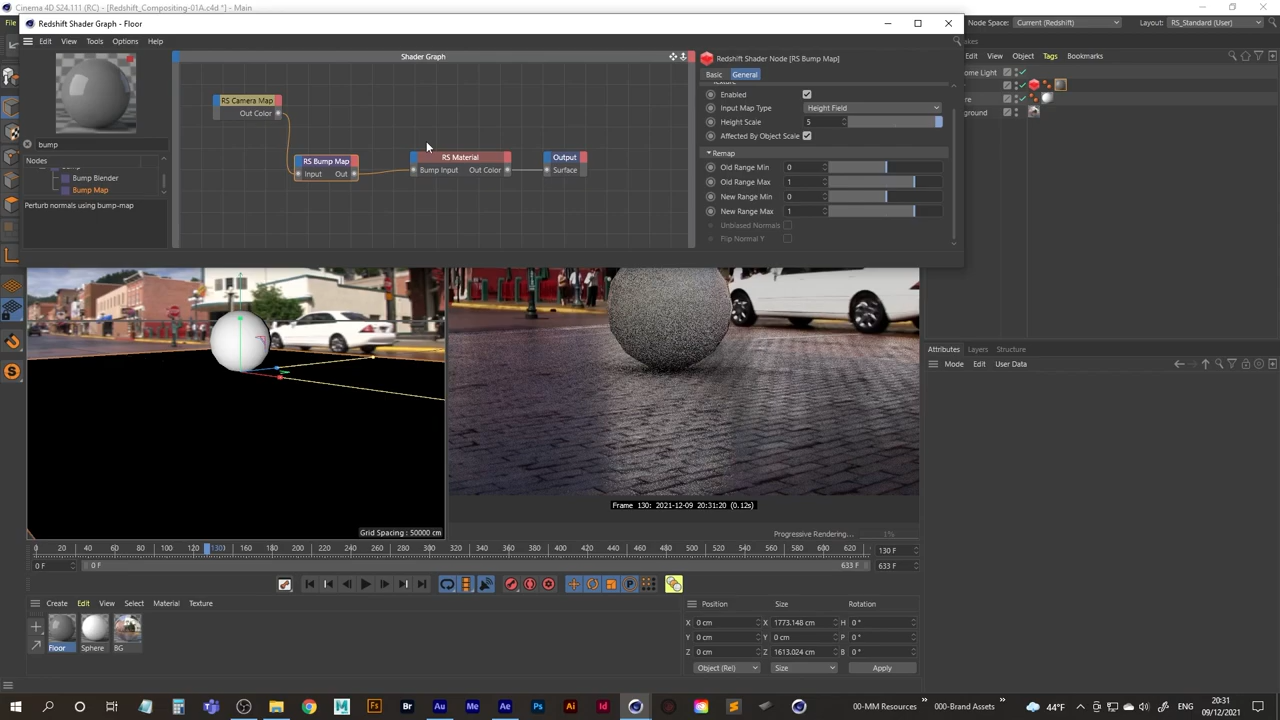 Cinema 4D S24.111 (RC) - [Redshift_Compositing-01A.c4d *] - Main
Redshift Shader Graph - Floor
File
Node Space:
Current (Redshift)
Layout:
RS_Standard (User)
Edit
View
Tools
Options
Help
Edit
View
Object
Tags
Bookmarks
Shader Graph
Redshift Shader Node [RS Bump Map]
Basic
General
Enabled
Input Map Type
Height Field
Height Scale
5
Affected By Object Scale
Remap
Old Range Min
0
Old Range Max
1
New Range Min
0
New Range Max
1
Unbiased Normals
Flip Normal Y
RS Camera Map
Out Color
RS Bump Map
Input
Out
RS Material
Bump Input
Out Color
Output
Surface
bump
Nodes
Bump Blender
Bump Map
Perturb normals using bump-map
ome Light
ground
Attributes
Layers
Structure
Mode
Edit
User Data
Grid Spacing : 50000 cm
Frame 130: 2021-12-09 20:31:20 (0.12s)
Progressive Rendering...
1%
0 20 40 60 80 100 120 130 160 180 200 220 240 260 280 300 320 340 360 380 400 420 440 460 480 500 520 540 560 580 600 620
130 F
0 F
0 F
633 F
633 F
Create
Edit
View
Select
Material
Texture
Floor
Sphere
BG
Position
Size
Rotation
X 0 cm X 1773.148 cm H 0 °
Y 0 cm Y 0 cm P 0 °
Z 0 cm Z 1613.024 cm B 0 °
Object (Rel)
Size
Apply
44°F
00-MM Resources
000-Brand Assets
20:31
09/12/2021